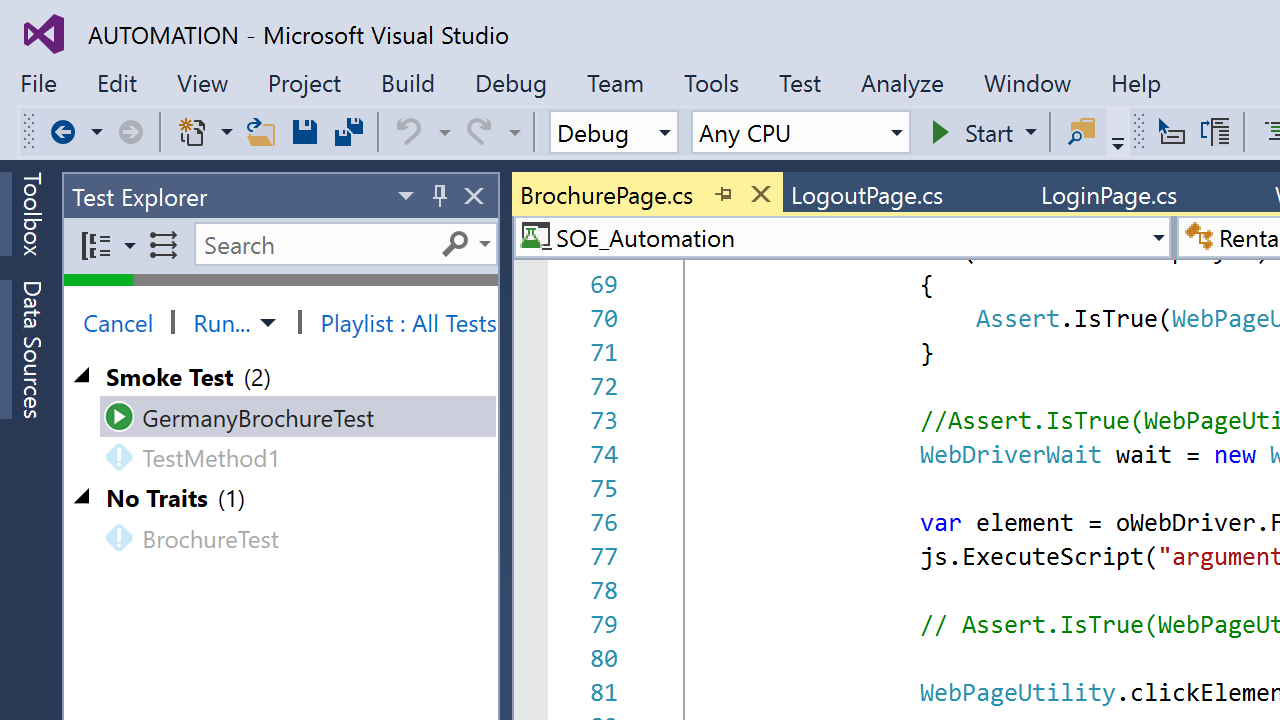 AUTOMATION - Microsoft Visual Studio
File Edit View Project Build Debug Team Tools Test Analyze Window Help
Debug Any CPU Start
Toolbox
Data Sources
Test Explorer
Search
Cancel | Run... | Playlist : All Tests
Smoke Test (2)
GermanyBrochureTest
TestMethod1
No Traits (1)
BrochureTest
BrochurePage.cs LogoutPage.cs LoginPage.cs
SOE_Automation Renta
69 {
70 Assert.IsTrue(WebPageU
71 }
72
73 //Assert.IsTrue(WebPageUti
74 WebDriverWait wait = new W
75
76 var element = oWebDriver.F
77 js.ExecuteScript("argument
78
79 // Assert.IsTrue(WebPageUt
80
81 WebPageUtility.clickElemen